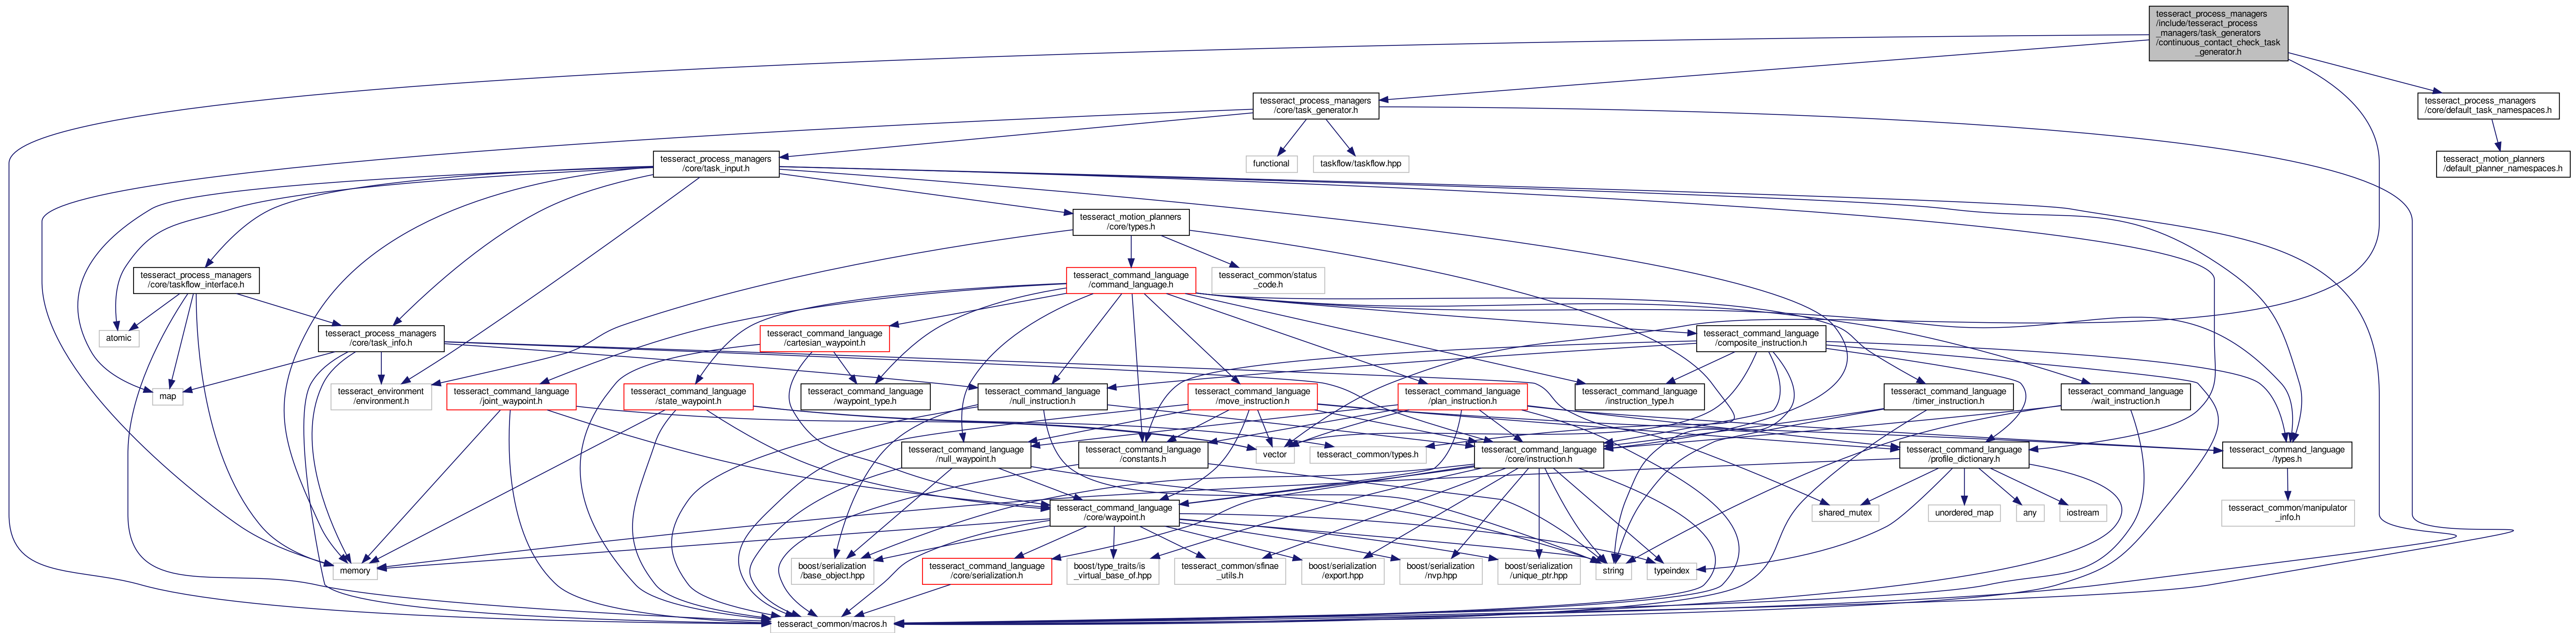 tesseract_process_managers
/include/tesseract_process
_managers/task_generators
/continuous_contact_check_task
_generator.h
tesseract_process_managers
/core/task_generator.h
tesseract_process_managers
/core/default_task_namespaces.h
tesseract_process_managers
/core/task_input.h
functional
taskflow/taskflow.hpp
tesseract_motion_planners
/default_planner_namespaces.h
tesseract_motion_planners
/core/types.h
tesseract_process_managers
/core/taskflow_interface.h
tesseract_command_language
/command_language.h
tesseract_common/status
_code.h
atomic
tesseract_process_managers
/core/task_info.h
tesseract_command_language
/cartesian_waypoint.h
tesseract_command_language
/composite_instruction.h
map
tesseract_environment
/environment.h
tesseract_command_language
/joint_waypoint.h
tesseract_command_language
/state_waypoint.h
tesseract_command_language
/waypoint_type.h
tesseract_command_language
/null_instruction.h
tesseract_command_language
/move_instruction.h
tesseract_command_language
/plan_instruction.h
tesseract_command_language
/instruction_type.h
tesseract_command_language
/timer_instruction.h
tesseract_command_language
/wait_instruction.h
tesseract_command_language
/null_waypoint.h
tesseract_command_language
/constants.h
vector
tesseract_common/types.h
tesseract_command_language
/core/instruction.h
tesseract_command_language
/profile_dictionary.h
tesseract_command_language
/types.h
tesseract_command_language
/core/waypoint.h
shared_mutex
unordered_map
any
iostream
tesseract_common/manipulator
_info.h
memory
boost/serialization
/base_object.hpp
tesseract_command_language
/core/serialization.h
boost/type_traits/is
_virtual_base_of.hpp
tesseract_common/sfinae
_utils.h
boost/serialization
/export.hpp
boost/serialization
/nvp.hpp
boost/serialization
/unique_ptr.hpp
string
typeindex
tesseract_common/macros.h